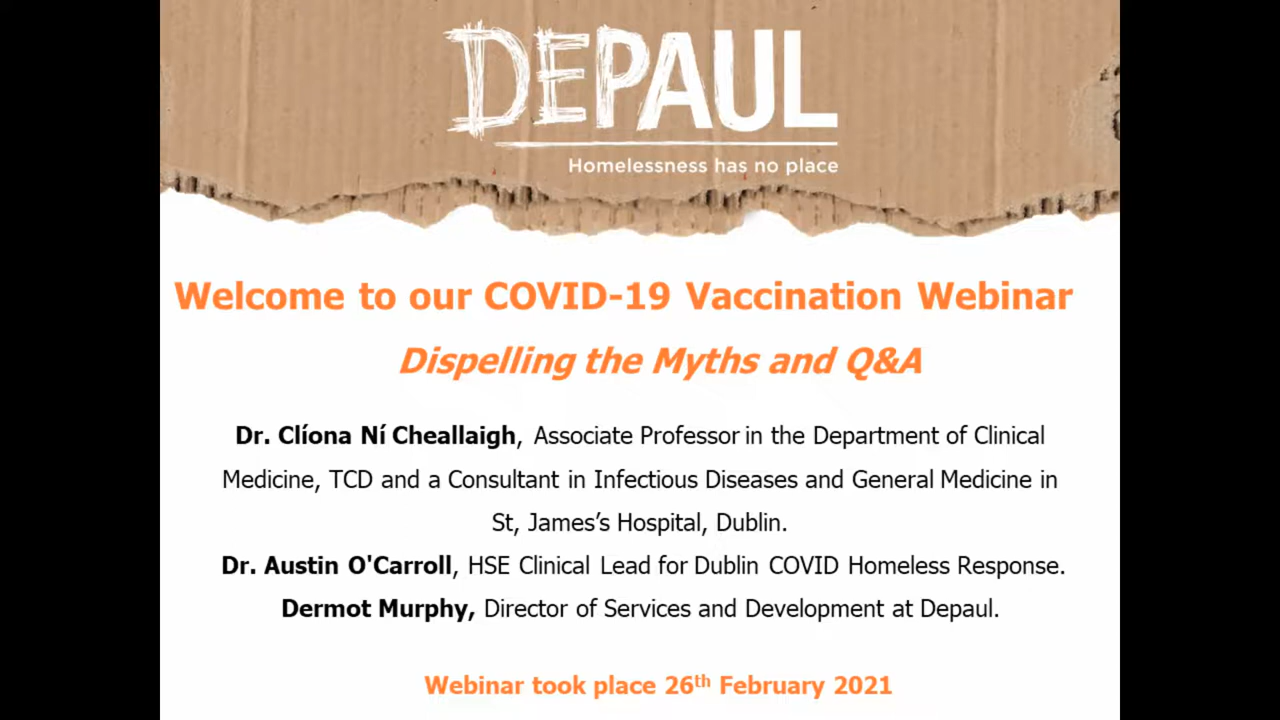 DEPAUL
Homelessness has no place
Welcome to our COVID-19 Vaccination Webinar
Dispelling the Myths and Q&A
Dr. Clíona Ní Cheallaigh, Associate Professor in the Department of Clinical
Medicine, TCD and a Consultant in Infectious Diseases and General Medicine in
St, James’s Hospital, Dublin.
Dr. Austin O'Carroll, HSE Clinical Lead for Dublin COVID Homeless Response.
Dermot Murphy, Director of Services and Development at Depaul.
Webinar took place 26th February 2021